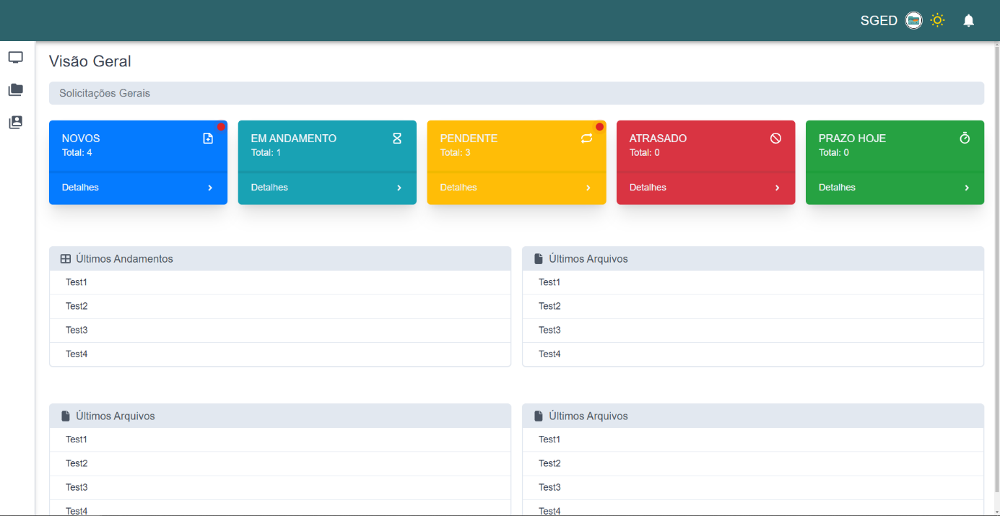 SGED
Visão Geral
Solicitações Gerais
NOVOS
Total: 4
Detalhes
EM ANDAMENTO
Total: 1
Detalhes
PENDENTE
Total: 3
Detalhes
ATRASADO
Total: 0
Detalhes
PRAZO HOJE
Total: 0
Detalhes
Últimos Andamentos
Test1
Test2
Test3
Test4
Últimos Arquivos
Test1
Test2
Test3
Test4
Últimos Arquivos
Test1
Test2
Test3
Test4
Últimos Arquivos
Test1
Test2
Test3
Test4